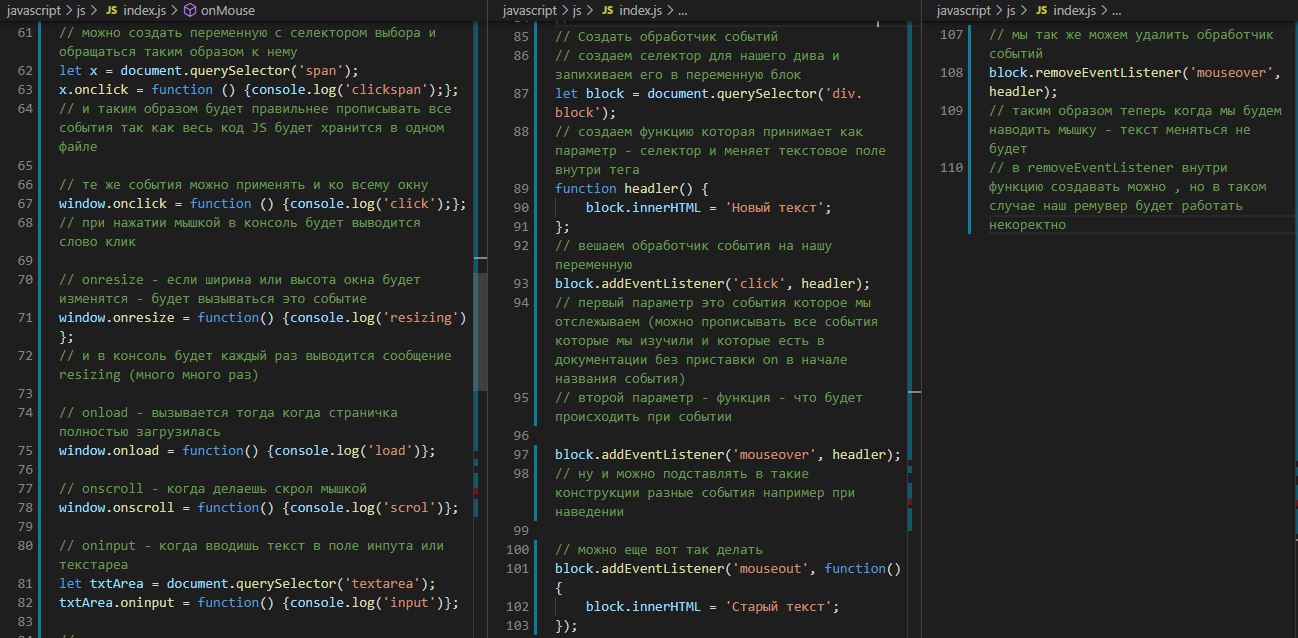 javascript > js > JS index.js > onMouse
61 // можно создать переменную с селектором выбора и
обращаться таким образом к нему
62 let x = document.querySelector('span');
63 x.onclick = function () {console.log('clickspan');};
64 // и таким образом будет правильнее прописывать все
события так как весь код JS будет хранится в одном
файле
65
66 // те же события можно применять и ко всему окну
67 window.onclick = function () {console.log('click');};
68 // при нажатии мышкой в консоль будет выводится
слово клик
69
70 // onresize - если ширина или высота окна будет
изменятся - будет вызываться это событие
71 window.onresize = function() {console.log('resizing')
};
72 // и в консоль будет каждый раз выводится сообщение
resizing (много много раз)
73
74 // onload - вызывается тогда когда страничка
полностью загрузилась
75 window.onload = function() {console.log('load')};
76
77 // onscroll - когда делаешь скрол мышкой
78 window.onscroll = function() {console.log('scrol')};
79
80 // oninput - когда вводишь текст в поле инпута или
текстареа
81 let txtArea = document.querySelector('textarea');
82 txtArea.oninput = function() {console.log('input')};
83
javascript > js > JS index.js > ...
85 // Создать обработчик событий
86 // создаем селектор для нашего дива и
запихиваем его в переменную блок
87 let block = document.querySelector('div.
block');
88 // создаем функцию которая принимает как
параметр - селектор и меняет текстовое поле
внутри тега
89 function headler() {
90 block.innerHTML = 'Новый текст';
91 };
92 // вешаем обработчик события на нашу
переменную
93 block.addEventListener('click', headler);
94 // первый параметр это события которое мы
отслежываем (можно прописывать все события
которые мы изучили и которые есть в
документации без приставки on в начале
названия события)
95 // второй параметр - функция - что будет
происходить при событии
96
97 block.addEventListener('mouseover', headler);
98 // ну и можно подставлять в такие
конструкции разные события например при
наведении
99
100 // можно еще вот так делать
101 block.addEventListener('mouseout', function()
{
102 block.innerHTML = 'Старый текст';
103 });
javascript > js > JS index.js > ...
107 // мы так же можем удалить обработчик
событий
108 block.removeEventListener('mouseover',
headler);
109 // таким образом теперь когда мы будем
наводить мышку - текст меняться не
будет
110 // в removeEventListener внутри
функцию создавать можно , но в таком
случае наш ремувер будет работать
некоректно